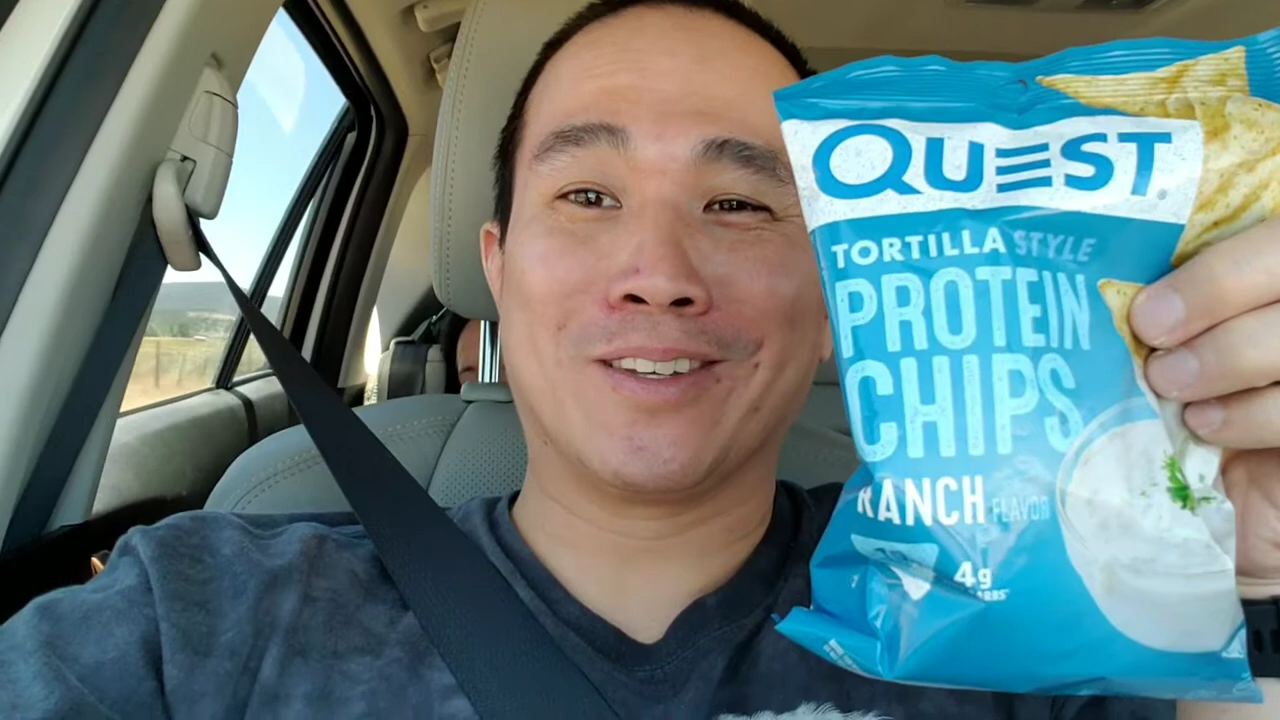 QUEST
TORTILLA STYLE
PROTEIN
CHIPS
RANCH FLAVOR
4g